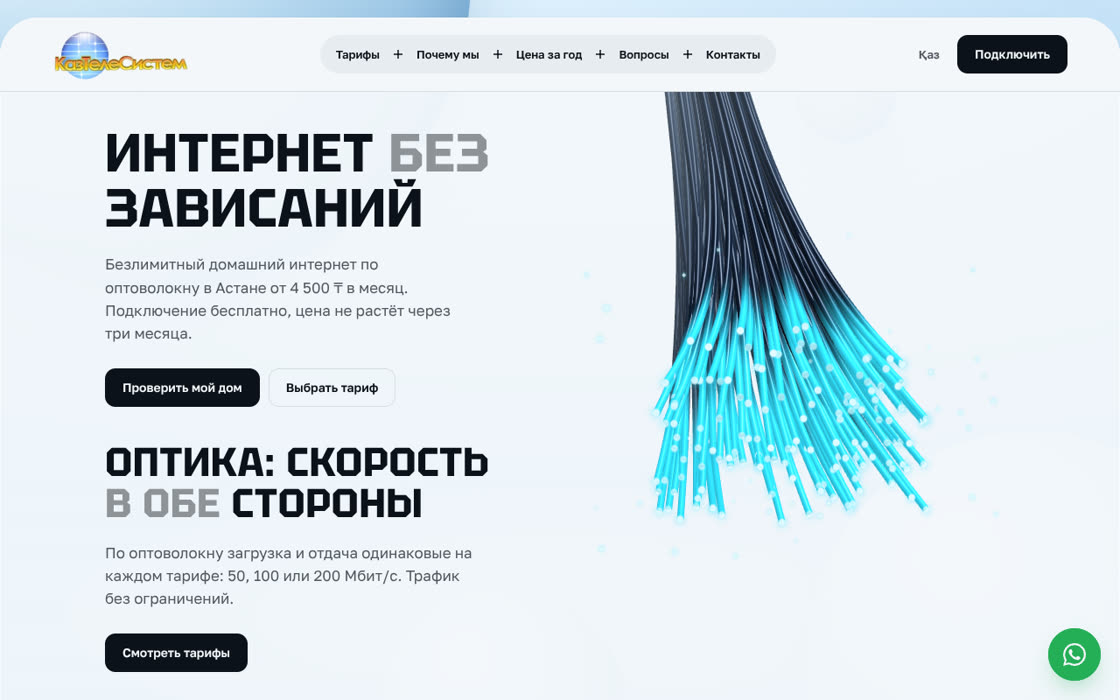 КавТелеСистем
Тарифы + Почему мы + Цена за год + Вопросы + Контакты
Қаз
Подключить
ИНТЕРНЕТ БЕЗ
ЗАВИСАНИЙ
Безлимитный домашний интернет по
оптоволокну в Астане от 4 500 ₸ в месяц.
Подключение бесплатно, цена не растёт через
три месяца.
Проверить мой дом
Выбрать тариф
ОПТИКА: СКОРОСТЬ
В ОБЕ СТОРОНЫ
По оптоволокну загрузка и отдача одинаковые на
каждом тарифе: 50, 100 или 200 Мбит/с. Трафик
без ограничений.
Смотреть тарифы